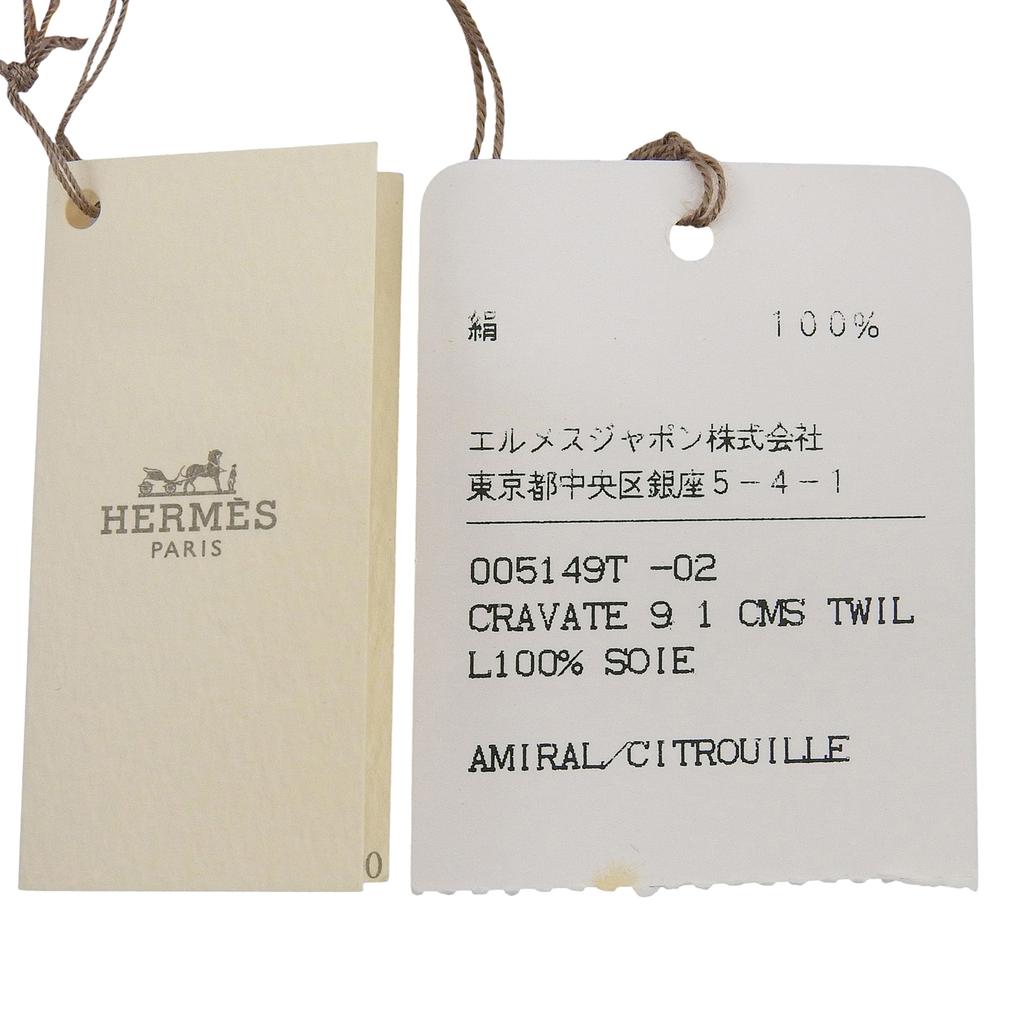 HERMÈS
PARIS
0
絹 100%
エルメスジャポン株式会社
東京都中央区銀座5-4-1
005149T -02
CRAVATE 9 1 CMS TWIL
L100% SOIE
AMIRAL/CITROUILLE